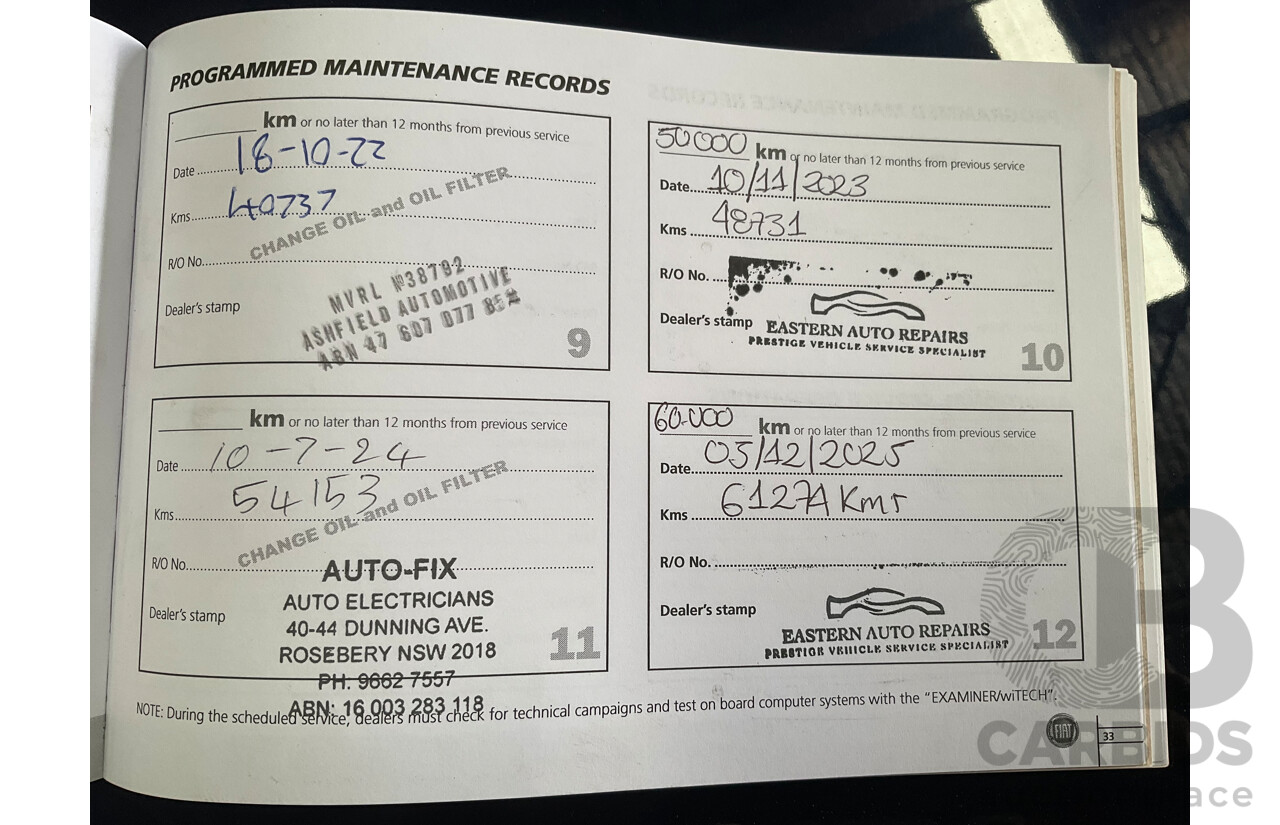 PROGRAMMED MAINTENANCE RECORDS
km or no later than 12 months from previous service
Date 18-10-22
Kms 40737
CHANGE OIL and OIL FILTER
R/O No.
Dealer's stamp
MVRL Nº38792
ASHFIELD AUTOMOTIVE
ABN 47 607 077 852
9
50000 km or no later than 12 months from previous service
Date 10/11/2023
Kms 48731
R/O No.
Dealer's stamp
EASTERN AUTO REPAIRS
PRESTIGE VEHICLE SERVICE SPECIALIST
10
km or no later than 12 months from previous service
Date 10-7-24
Kms 54153
CHANGE OIL and OIL FILTER
R/O No.
Dealer's stamp
AUTO-FIX
AUTO ELECTRICIANS
40-44 DUNNING AVE.
ROSEBERY NSW 2018
PH: 9662 7557
ABN: 16 003 283 118
11
60.000 km or no later than 12 months from previous service
Date 03/12/2025
Kms 61274 Kms
R/O No.
Dealer's stamp
EASTERN AUTO REPAIRS
PRESTIGE VEHICLE SERVICE SPECIALIST
12
NOTE: During the scheduled service, dealers must check for technical campaigns and test on board computer systems with the "EXAMINER/wiTECH".
FIAT
33
CARBIDS